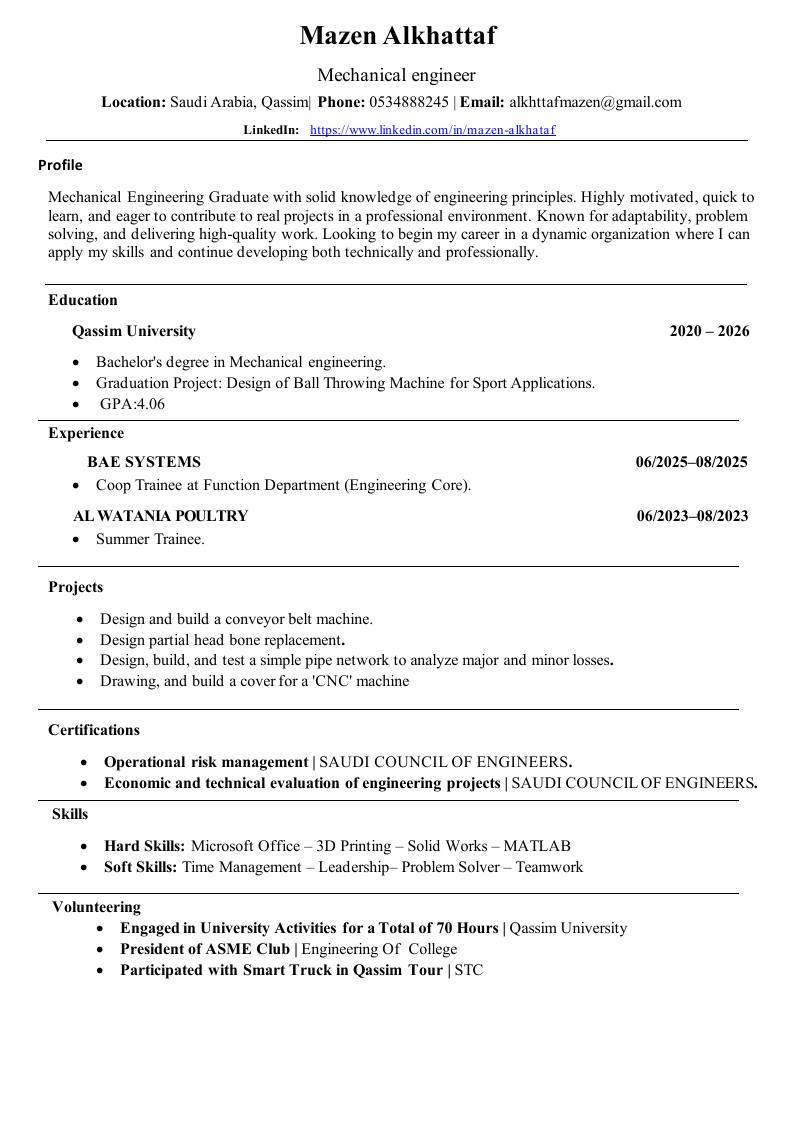 Mazen Alkhattaf
Mechanical engineer
Location: Saudi Arabia, Qassim| Phone: 0534888245 | Email: alkhttafmazen@gmail.com
LinkedIn: https://www.linkedin.com/in/mazen-alkhataf
Profile
Mechanical Engineering Graduate with solid knowledge of engineering principles. Highly motivated, quick to
learn, and eager to contribute to real projects in a professional environment. Known for adaptability, problem
solving, and delivering high-quality work. Looking to begin my career in a dynamic organization where I can
apply my skills and continue developing both technically and professionally.
Education
Qassim University 2020 – 2026
• Bachelor's degree in Mechanical engineering.
• Graduation Project: Design of Ball Throwing Machine for Sport Applications.
• GPA:4.06
Experience
BAE SYSTEMS 06/2025–08/2025
• Coop Trainee at Function Department (Engineering Core).
AL WATANIA POULTRY 06/2023–08/2023
• Summer Trainee.
Projects
• Design and build a conveyor belt machine.
• Design partial head bone replacement.
• Design, build, and test a simple pipe network to analyze major and minor losses.
• Drawing, and build a cover for a 'CNC' machine
Certifications
• Operational risk management | SAUDI COUNCIL OF ENGINEERS.
• Economic and technical evaluation of engineering projects | SAUDI COUNCIL OF ENGINEERS.
Skills
• Hard Skills: Microsoft Office – 3D Printing – Solid Works – MATLAB
• Soft Skills: Time Management – Leadership– Problem Solver – Teamwork
Volunteering
• Engaged in University Activities for a Total of 70 Hours | Qassim University
• President of ASME Club | Engineering Of College
• Participated with Smart Truck in Qassim Tour | STC